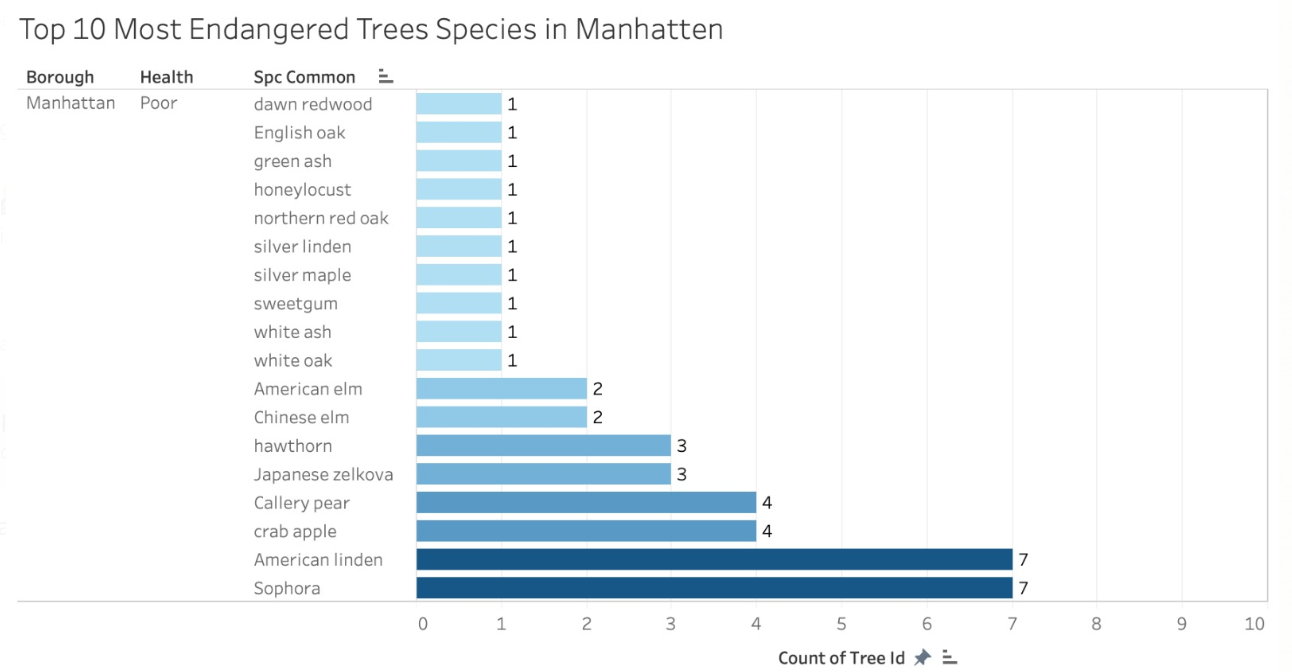 Top 10 Most Endangered Trees Species in Manhatten
Borough Health Spc Common
Manhattan Poor dawn redwood 1
English oak 1
green ash 1
honeylocust 1
northern red oak 1
silver linden 1
silver maple 1
sweetgum 1
white ash 1
white oak 1
American elm 2
Chinese elm 2
hawthorn 3
Japanese zelkova 3
Callery pear 4
crab apple 4
American linden 7
Sophora 7
0 1 2 3 4 5 6 7 8 9 10
Count of Tree Id